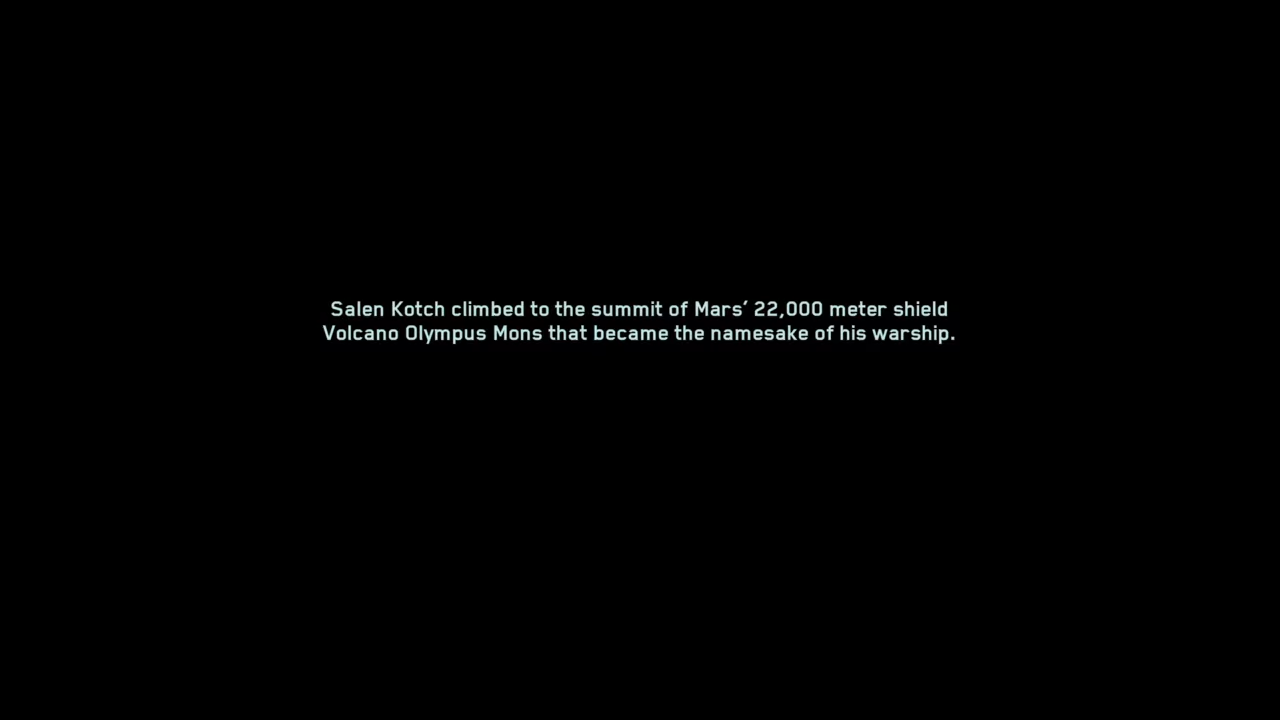 Salen Kotch climbed to the summit of Mars’ 22,000 meter shield
Volcano Olympus Mons that became the namesake of his warship.